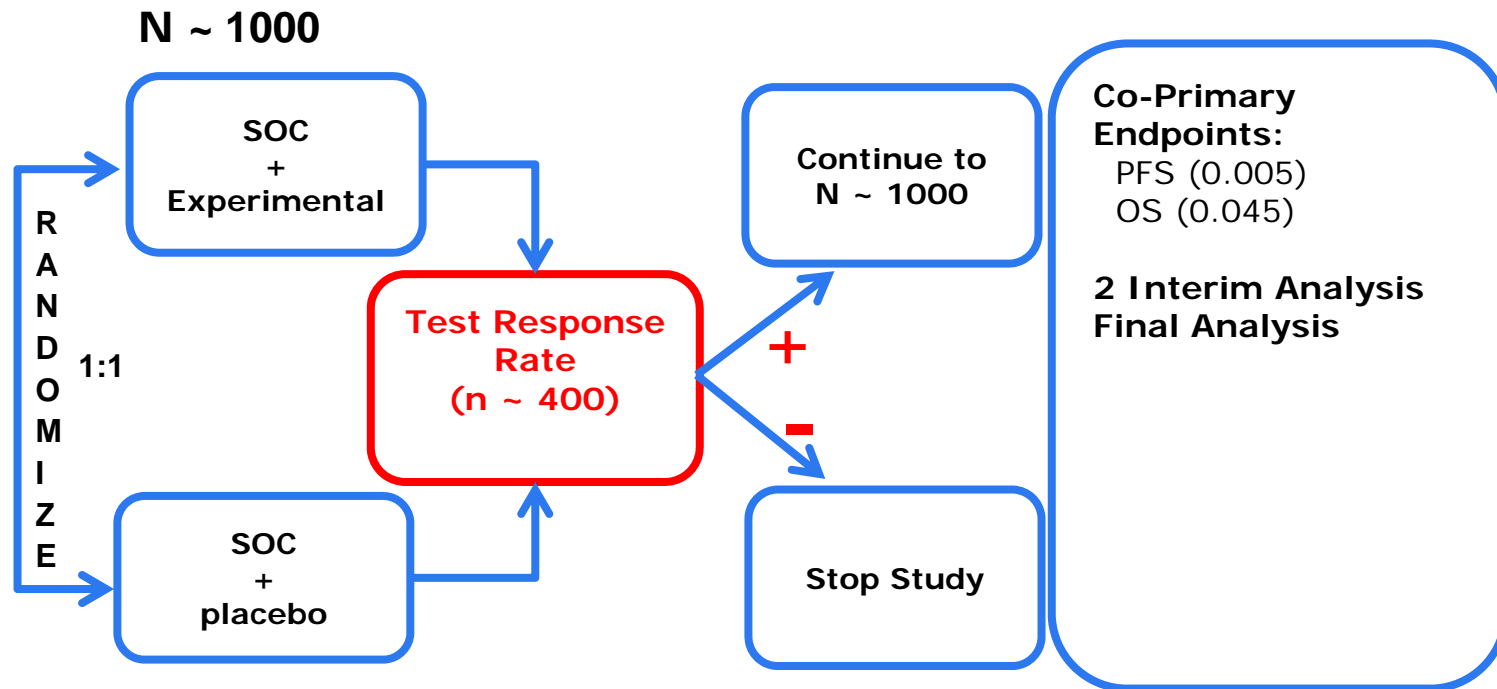 N ~ 1000
SOC
+
Experimental
RANDOMIZE
1:1
SOC
+
placebo
Test Response
Rate
(n ~ 400)
+
-
Continue to
N ~ 1000
Stop Study
Co-Primary
Endpoints:
PFS (0.005)
OS (0.045)
2 Interim Analysis
Final Analysis